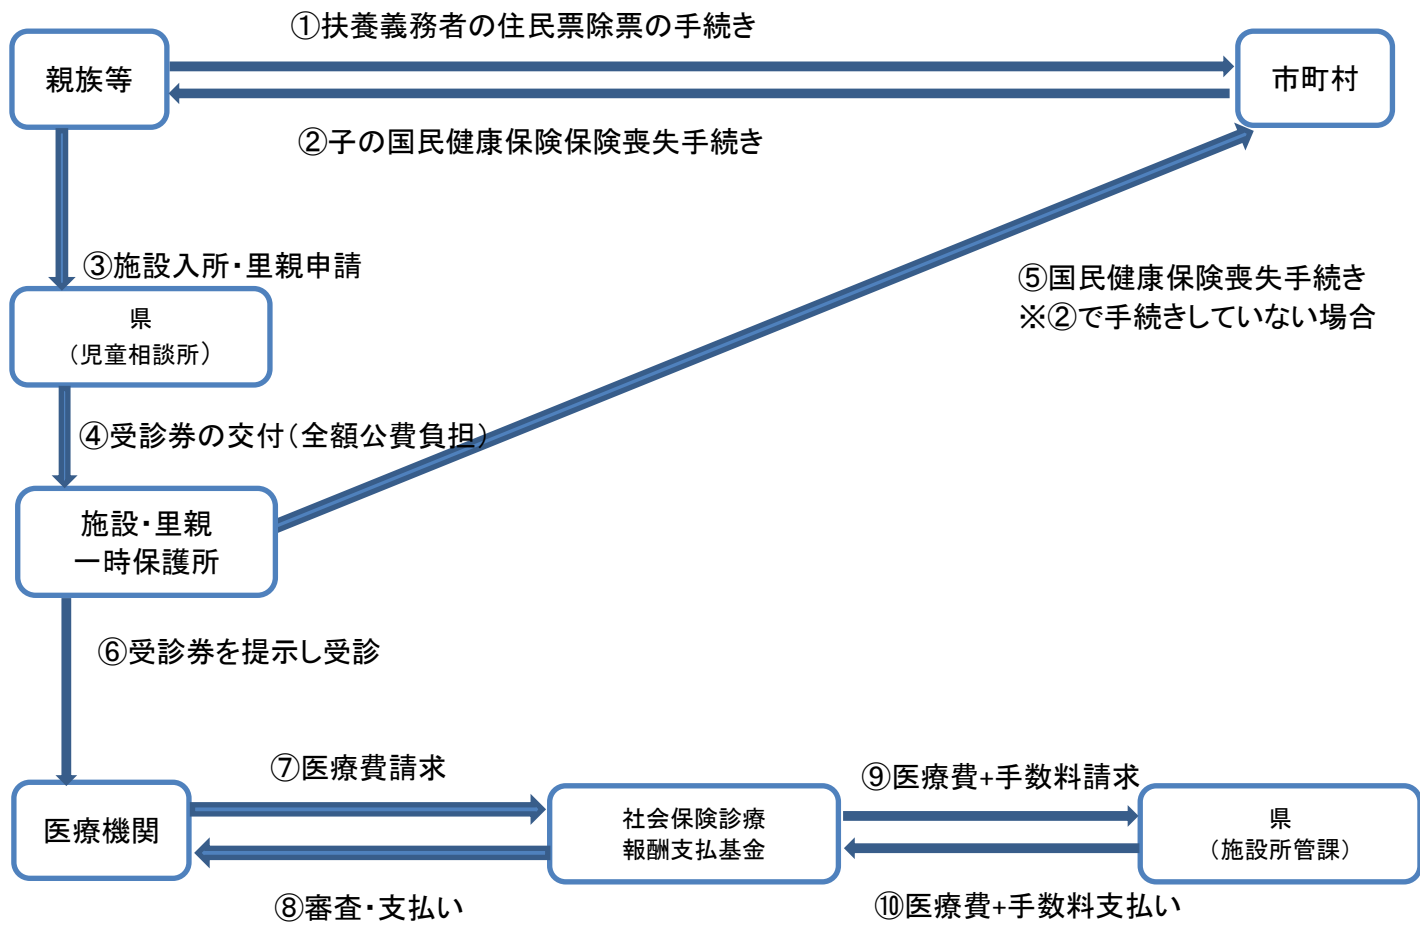 ①扶養義務者の住民票除票の手続き
親族等
市町村
②子の国民健康保険保険喪失手続き
③施設入所・里親申請
県
（児童相談所）
⑤国民健康保険喪失手続き
※②で手続きしていない場合
④受診券の交付（全額公費負担）
施設・里親
一時保護所
⑥受診券を提示し受診
⑦医療費請求
⑨医療費+手数料請求
医療機関
社会保険診療
報酬支払基金
県
（施設所管課）
⑧審査・支払い
⑩医療費+手数料支払い